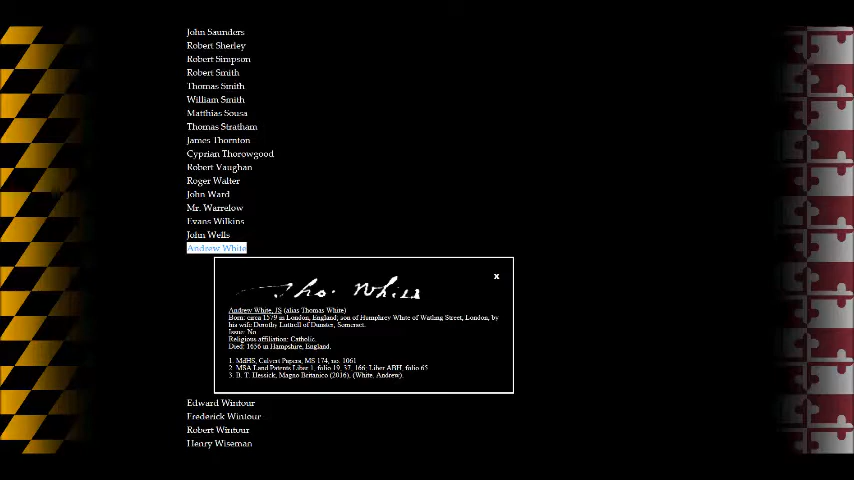 John Saunders
Robert Sherley
Robert Simpson
Robert Smith
Thomas Smith
William Smith
Matthias Sousa
Thomas Stratham
James Thornton
Cyprian Thorowgood
Robert Vaughan
Roger Walter
John Ward
Mr. Warrelow
Evans Wilkins
John Wells
Andrew White
x
Tho. White
Andrew White, JS (alias Thomas White)
Born: circa 1579 in London, England; son of Humphrey White of Watling Street, London, by
his wife Dorothy Luttrell of Dunster, Somerset.
Issue: No
Religious affiliation: Catholic.
Died: 1656 in Hampshire, England.
1. MdHS, Calvert Papers, MS 174, no. 1061
2. MSA Land Patents Liber 1, folio 19, 37, 166; Liber ABH, folio 65
3. B. T. Hessick, Magno Britanico (2016), (White, Andrew).
Edward Wintour
Frederick Wintour
Robert Wintour
Henry Wiseman